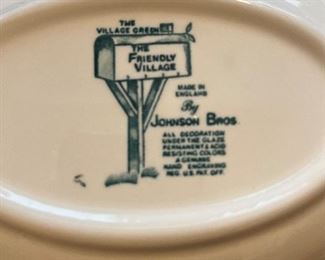 THE
VILLAGE GREEN
THE
FRIENDLY
VILLAGE
MADE IN
ENGLAND
By
JOHNSON BROS.
ALL DECORATION
UNDER THE GLAZE
PERMANENT & ACID
RESISTING COLORS
A GENUINE
HAND ENGRAVING
REG. U.S. PAT. OFF.